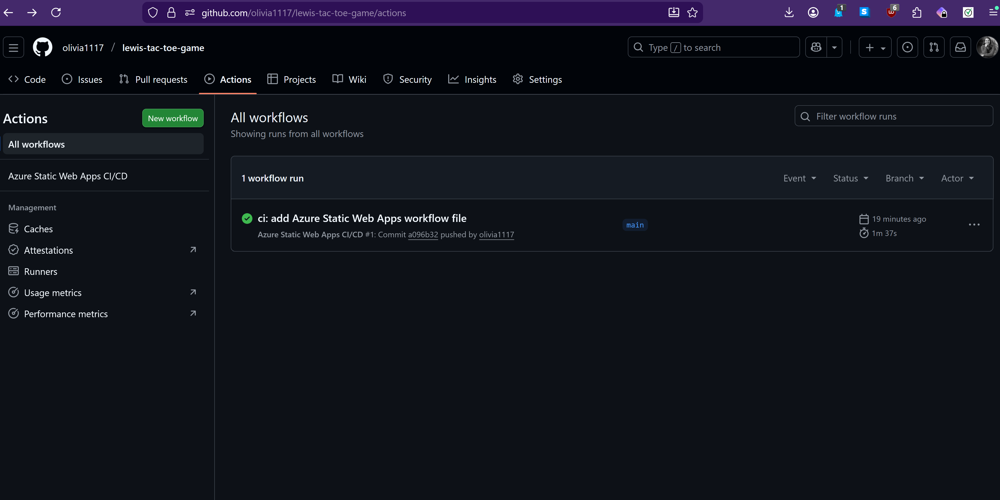 github.com/olivia1117/lewis-tac-toe-game/actions
1
S
6
olivia1117 / lewis-tac-toe-game
Type / to search
Code
Issues
Pull requests
Actions
Projects
Wiki
Security
Insights
Settings
Actions
New workflow
All workflows
Azure Static Web Apps CI/CD
Management
Caches
Attestations
Runners
Usage metrics
Performance metrics
All workflows
Showing runs from all workflows
Filter workflow runs
1 workflow run
Event
Status
Branch
Actor
ci: add Azure Static Web Apps workflow file
Azure Static Web Apps CI/CD #1: Commit a096b32 pushed by olivia1117
main
19 minutes ago
1m 37s